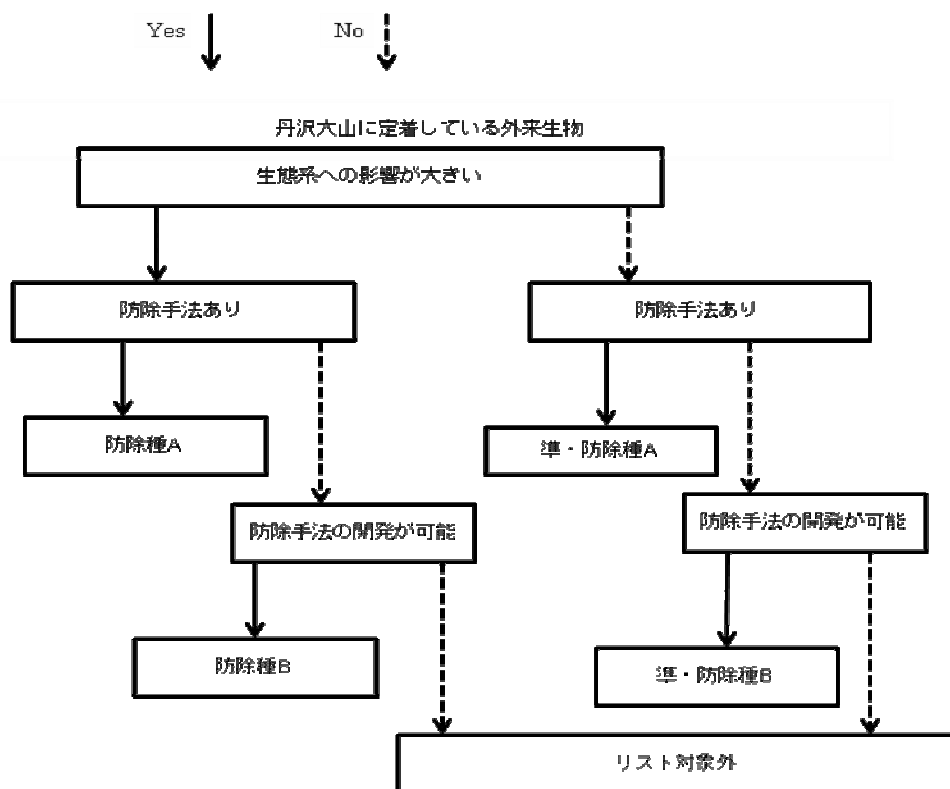 Yes
No
丹沢大山に定着している外来生物
生態系への影響が大きい
防除手法あり
防除手法あり
防除種A
準・防除種A
防除手法の開発が可能
防除手法の開発が可能
防除種B
準・防除種B
リスト対象外